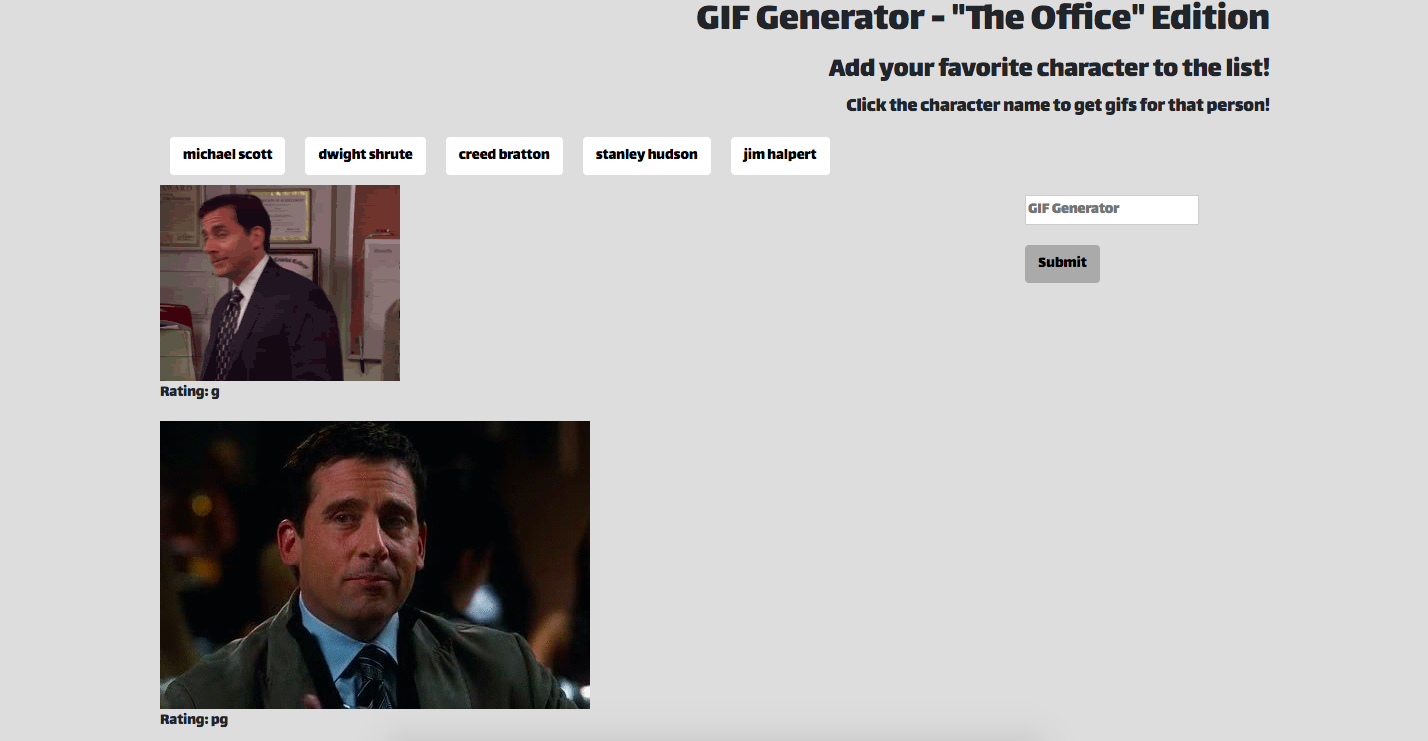 GIF Generator - "The Office" Edition
Add your favorite character to the list!
Click the character name to get gifs for that person!
michael scott dwight shrute creed bratton stanley hudson jim halpert
GIF Generator
Submit
Rating: g
Rating: pg